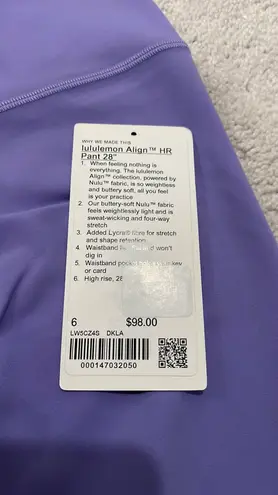 WHY WE MADE THIS
lululemon Align™ HR
Pant 28"
1. When feeling nothing is
everything. The lululemon
Align™ collection, powered by
Nulu™ fabric, is so weightless
and buttery soft, all you feel
is your practice
2. Our buttery-soft Nulu™ fabric
feels weightlessly light and is
sweat-wicking and four-way
stretch
3. Added Lycra® fibre for stretch
and shape retention
4. Waistband won't
dig in
5. Waistband key
or card
6. High rise, 28
6 $98.00
LW5CZ4S DKLA
000147032050